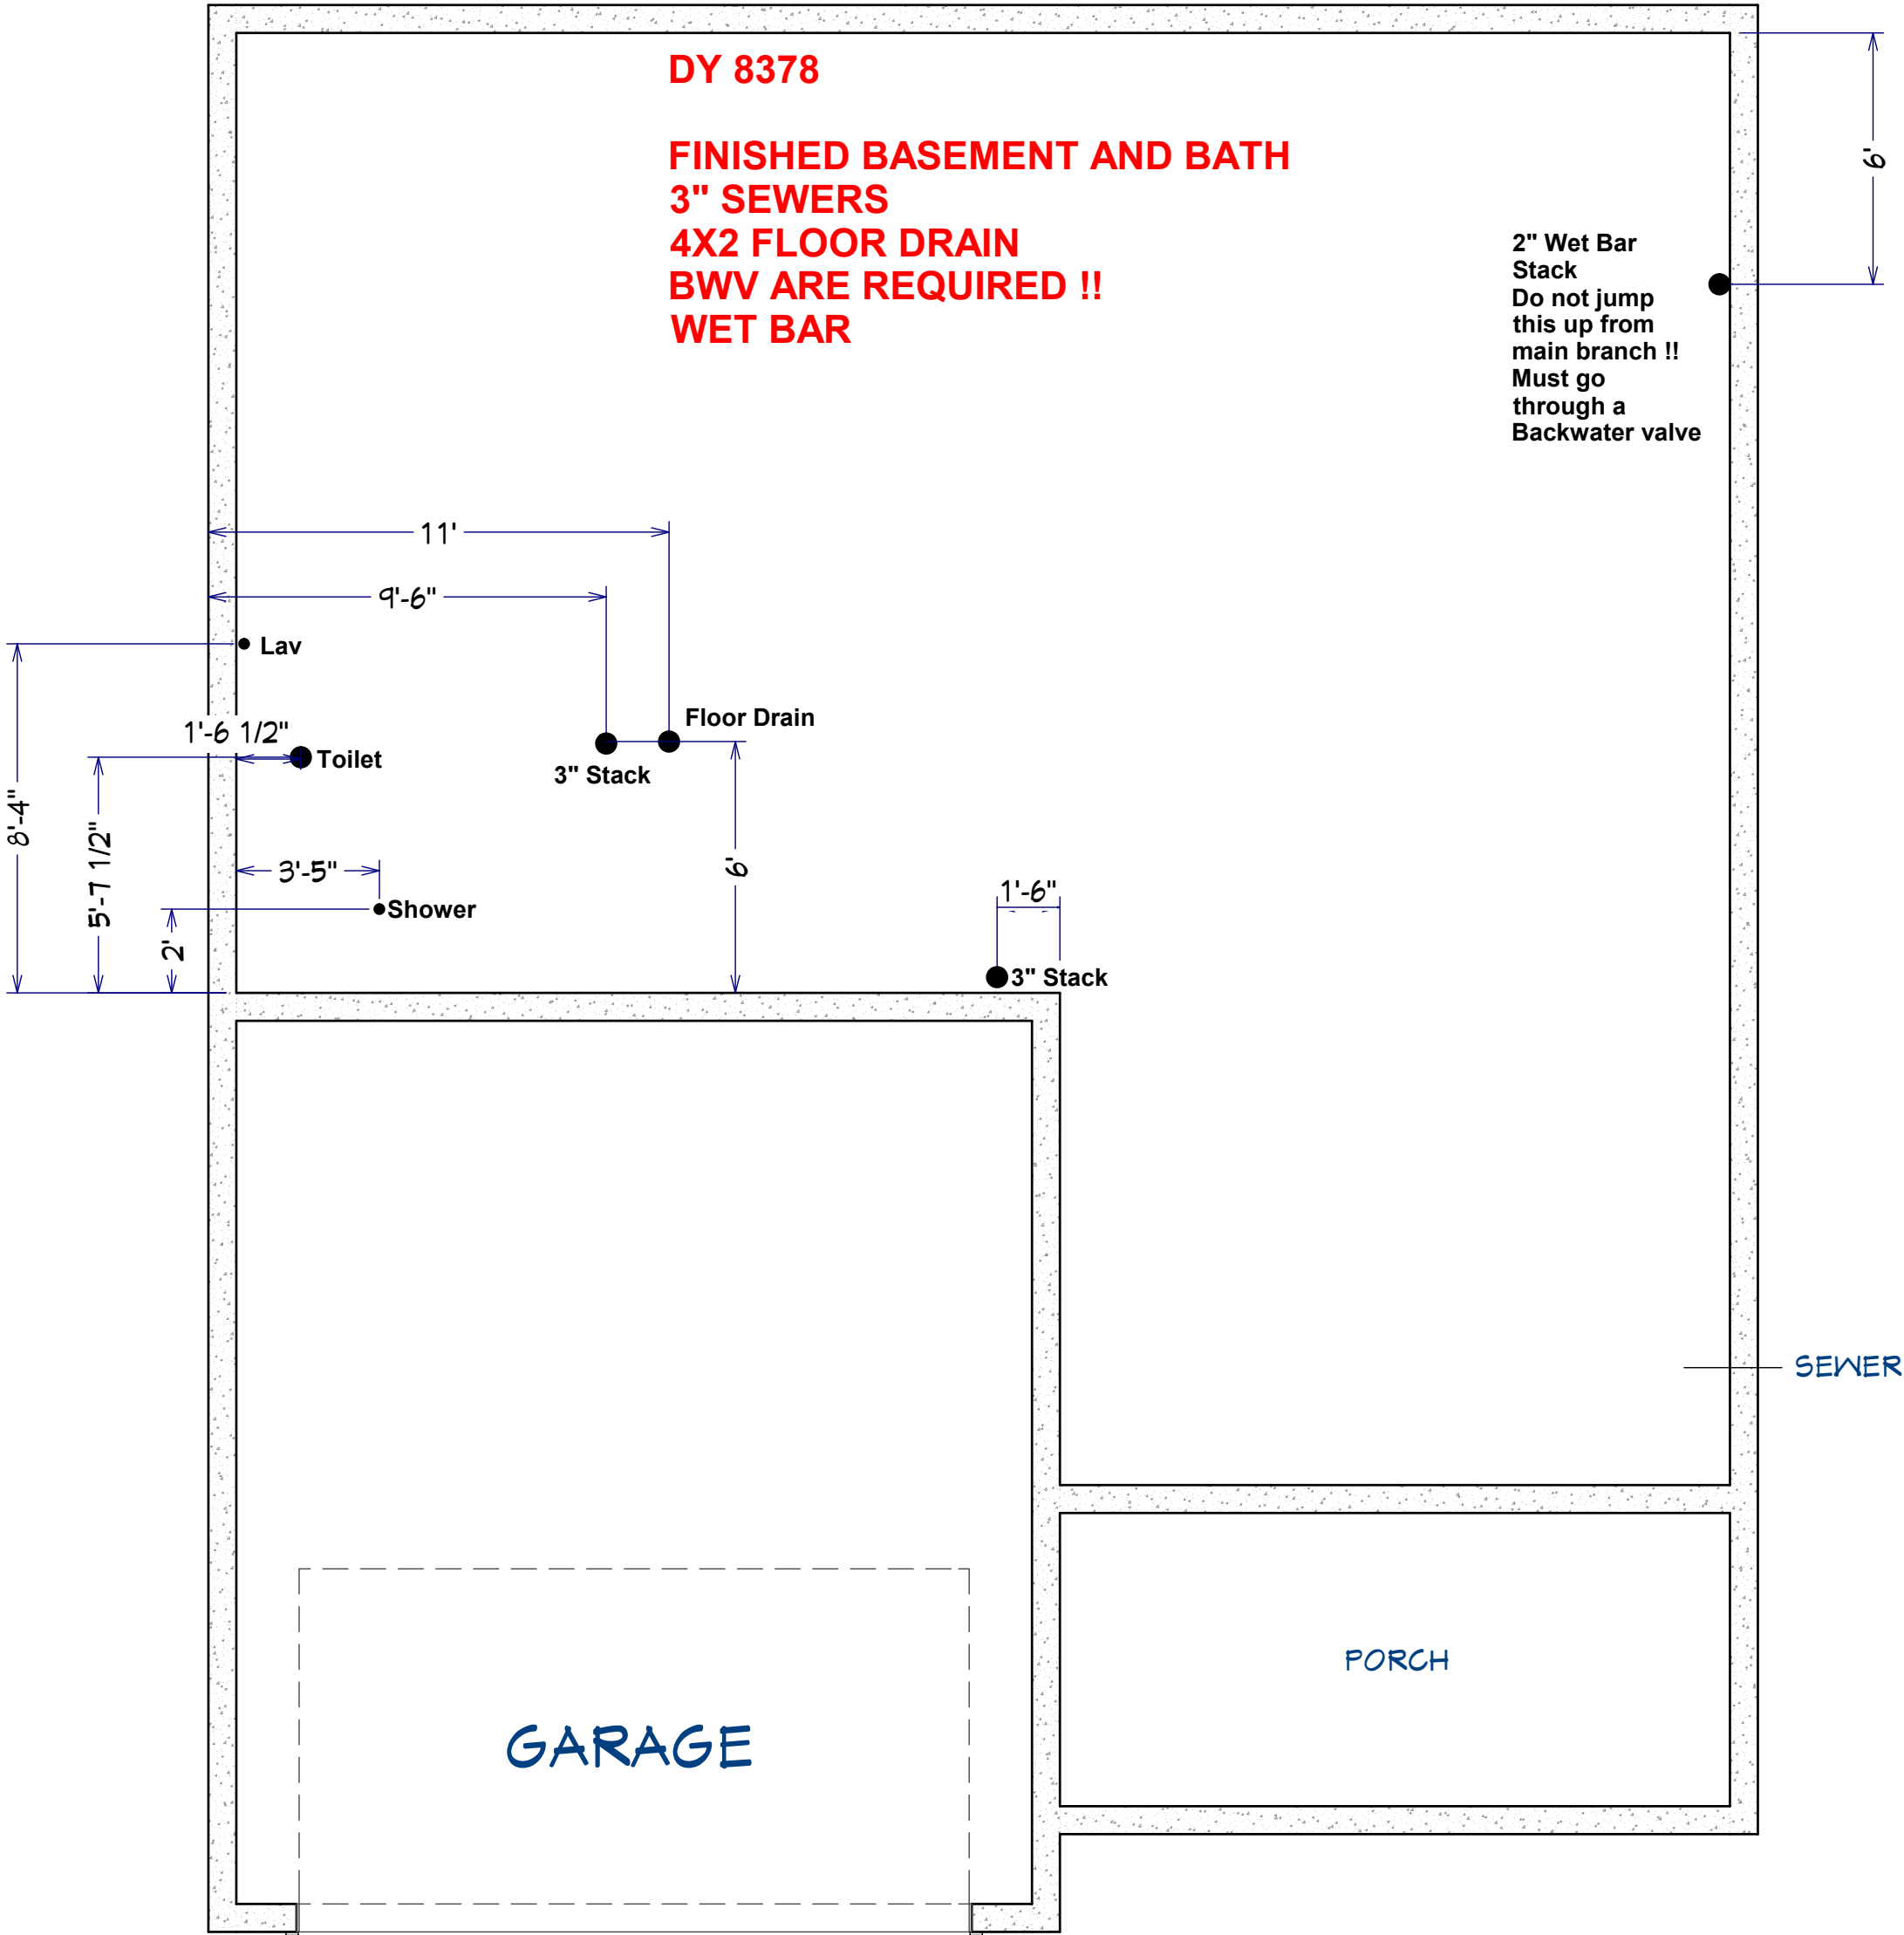 DY 8378
FINISHED BASEMENT AND BATH
3" SEWERS
4X2 FLOOR DRAIN
BWV ARE REQUIRED !!
WET BAR
6'
2" Wet Bar
Stack
Do not jump
this up from
main branch !!
Must go
through a
Backwater valve
11'
9'-6"
Lav
Floor Drain
1'-6 1/2"
Toilet
3" Stack
8'-4"
5'-7 1/2"
3'-5"
6'
1'-6"
Shower
2'
3" Stack
SEWER
PORCH
GARAGE